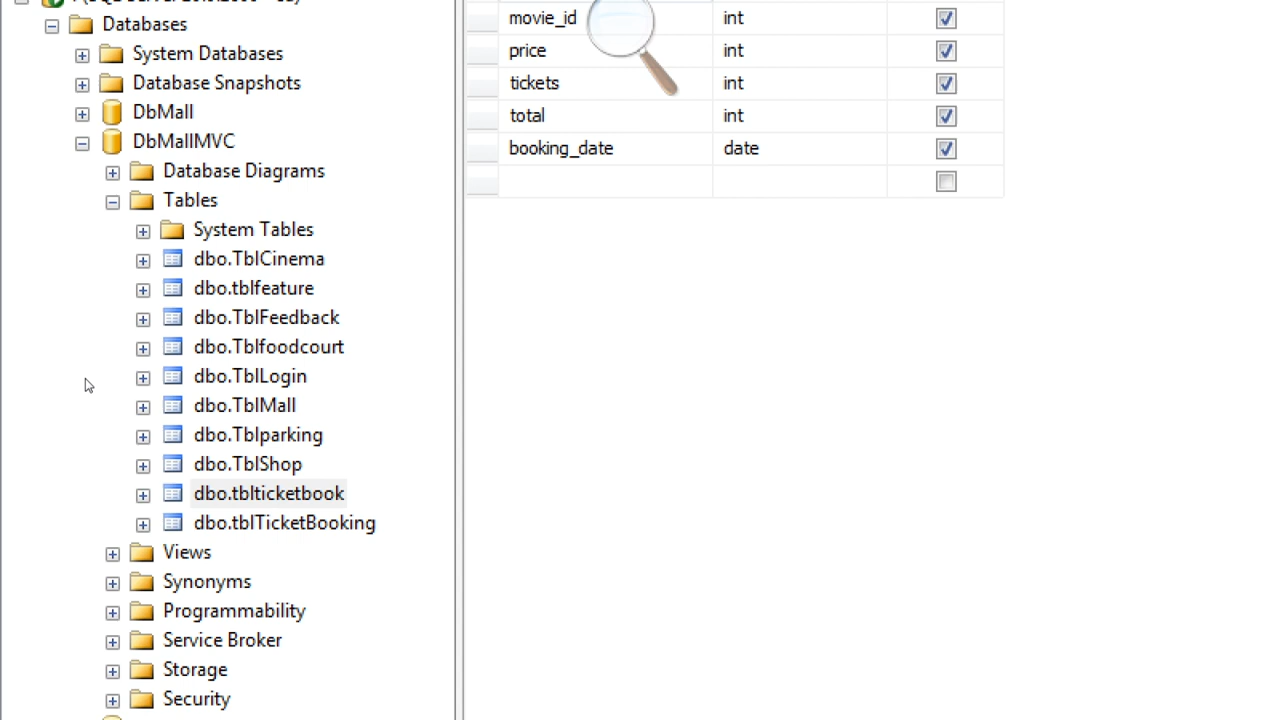 Databases
System Databases
Database Snapshots
DbMall
DbMallMVC
Database Diagrams
Tables
System Tables
dbo.TblCinema
dbo.tblfeature
dbo.TblFeedback
dbo.Tblfoodcourt
dbo.TblLogin
dbo.TblMall
dbo.Tblparking
dbo.TblShop
dbo.tblticketbook
dbo.tblTicketBooking
Views
Synonyms
Programmability
Service Broker
Storage
Security
movie_id int
price int
tickets int
total int
booking_date date